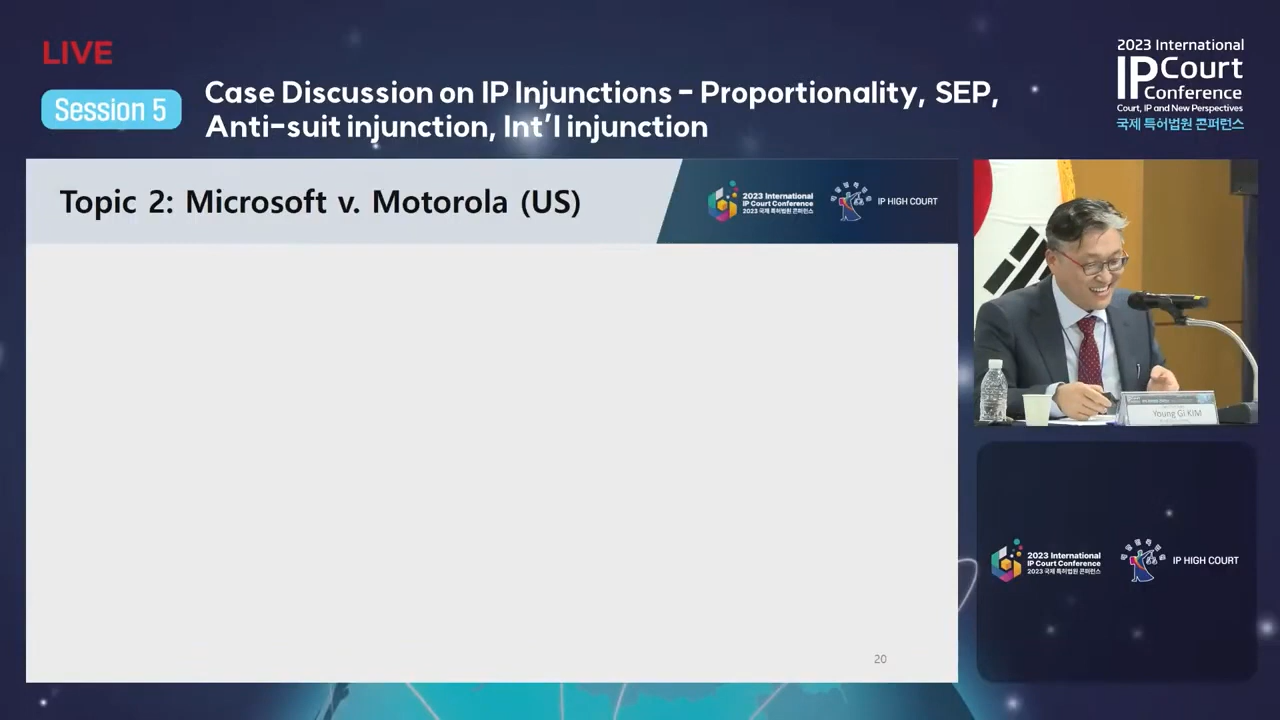 LIVE
Session 5
Case Discussion on IP Injunctions - Proportionality, SEP,
Anti-suit injunction, Int'l injunction
2023 International
IP Court
Conference
Court, IP and New Perspectives
국제 특허법원 콘퍼런스
Topic 2: Microsoft v. Motorola (US)
2023 International
IP Court Conference
2023 국제 특허법원 콘퍼런스
IP HIGH COURT
20
Young Gi KIM
2023 International
IP Court Conference
2023 국제 특허법원 콘퍼런스
IP HIGH COURT